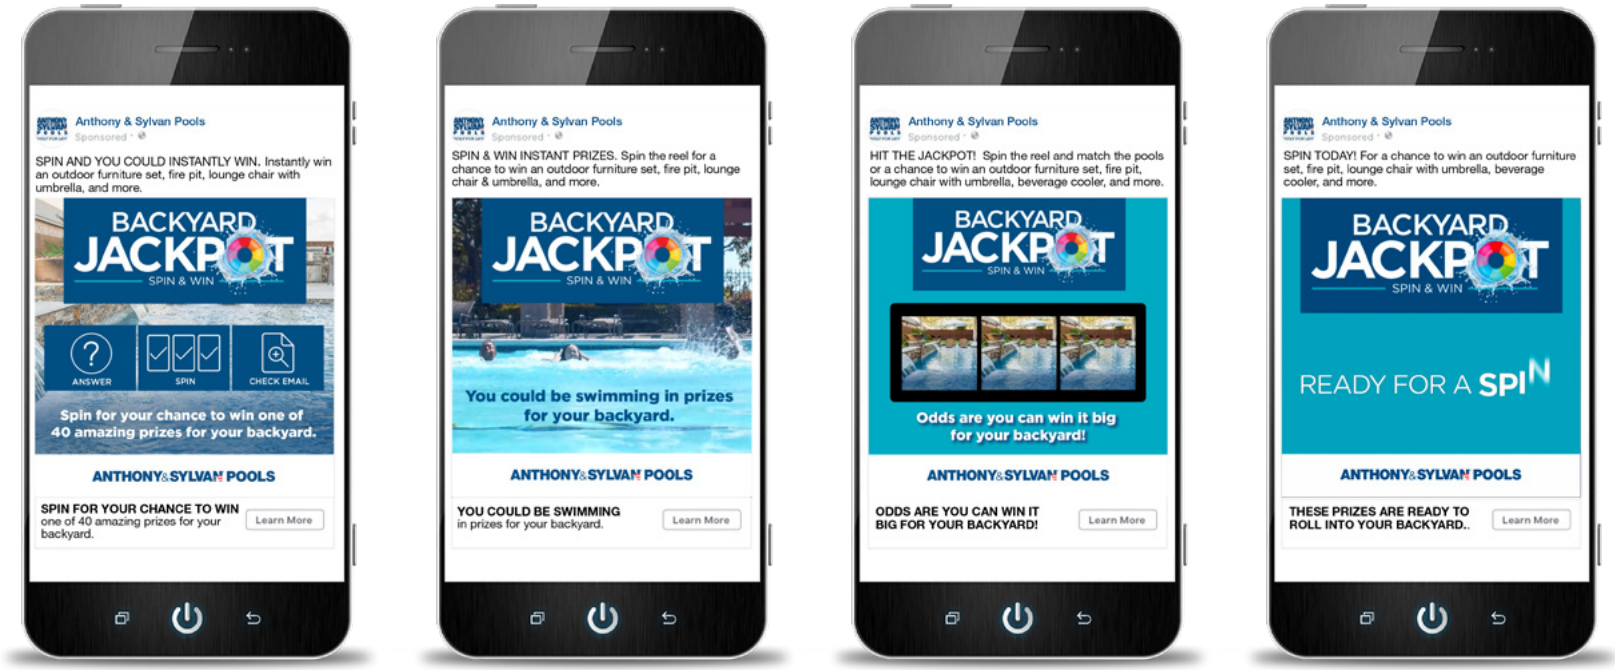 Anthony & Sylvan Pools
Sponsored ·
SPIN AND YOU COULD INSTANTLY WIN. Instantly win
an outdoor furniture set, fire pit, lounge chair with
umbrella, and more.
BACKYARD
JACKPOT
SPIN & WIN
ANSWER
SPIN
CHECK EMAIL
Spin for your chance to win one of
40 amazing prizes for your backyard.
ANTHONY & SYLVAN POOLS
SPIN FOR YOUR CHANCE TO WIN
one of 40 amazing prizes for your
backyard.
Learn More
Anthony & Sylvan Pools
Sponsored ·
SPIN & WIN INSTANT PRIZES. Spin the reel for a
chance to win an outdoor furniture set, fire pit, lounge
chair & umbrella, and more.
BACKYARD
JACKPOT
SPIN & WIN
You could be swimming in prizes
for your backyard.
ANTHONY & SYLVAN POOLS
YOU COULD BE SWIMMING
in prizes for your backyard.
Learn More
Anthony & Sylvan Pools
Sponsored ·
HIT THE JACKPOT! Spin the reel and match the pools
or a chance to win an outdoor furniture set, fire pit,
lounge chair with umbrella, beverage cooler, and more.
BACKYARD
JACKPOT
SPIN & WIN
Odds are you can win it big
for your backyard!
ANTHONY & SYLVAN POOLS
ODDS ARE YOU CAN WIN IT
BIG FOR YOUR BACKYARD!
Learn More
Anthony & Sylvan Pools
Sponsored ·
SPIN TODAY! For a chance to win an outdoor furniture
set, fire pit, lounge chair with umbrella, beverage
cooler, and more.
BACKYARD
JACKPOT
SPIN & WIN
READY FOR A SPIN
ANTHONY & SYLVAN POOLS
THESE PRIZES ARE READY TO
ROLL INTO YOUR BACKYARD..
Learn More